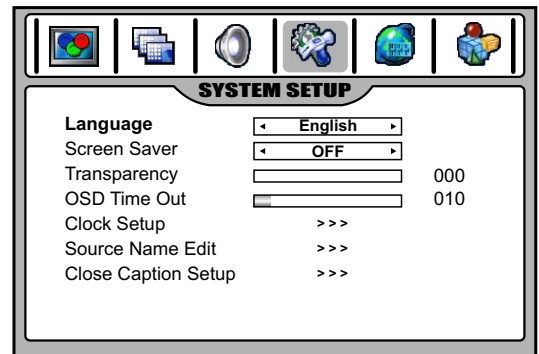 SYSTEM SETUP
Language ◂ English ▸
Screen Saver ◂ OFF ▸
Transparency 000
OSD Time Out 010
Clock Setup >>>
Source Name Edit >>>
Close Caption Setup >>>